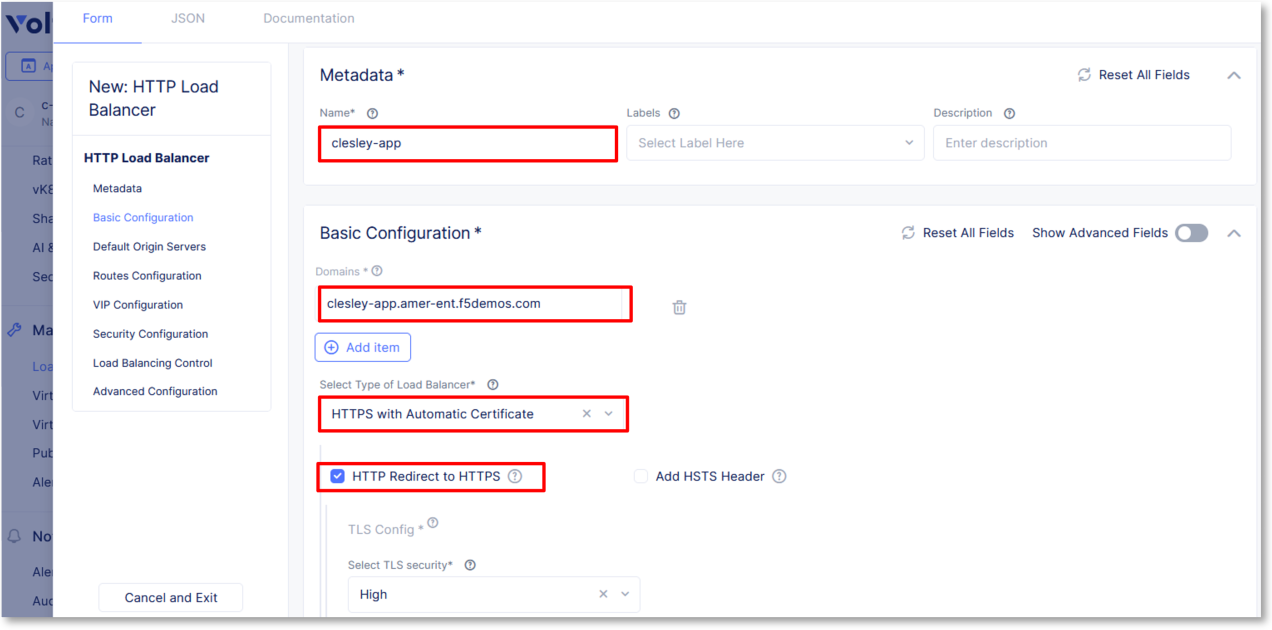 Form
JSON
Documentation
Vol
Ap
C
c-
Na
Rat
vK8
Sha
AI &
Sec
Ma
Loa
Virt
Virt
Pub
Aler
No
Aler
Aud
New: HTTP Load
Balancer
HTTP Load Balancer
Metadata
Basic Configuration
Default Origin Servers
Routes Configuration
VIP Configuration
Security Configuration
Load Balancing Control
Advanced Configuration
Cancel and Exit
Metadata *
Reset All Fields
Name*
Labels
Description
clesley-app
Select Label Here
Enter description
Basic Configuration *
Reset All Fields
Show Advanced Fields
Domains *
clesley-app.amer-ent.f5demos.com
Add item
Select Type of Load Balancer*
HTTPS with Automatic Certificate
HTTP Redirect to HTTPS
Add HSTS Header
TLS Config *
Select TLS security*
High